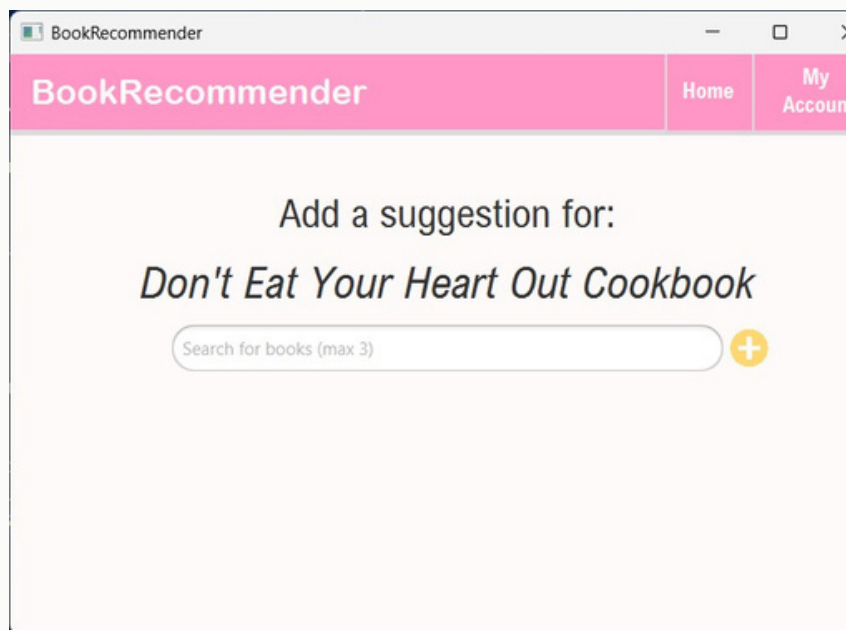 BookRecommender
BookRecommender
Home
My
Accoun
Add a suggestion for:
Don't Eat Your Heart Out Cookbook
Search for books (max 3)